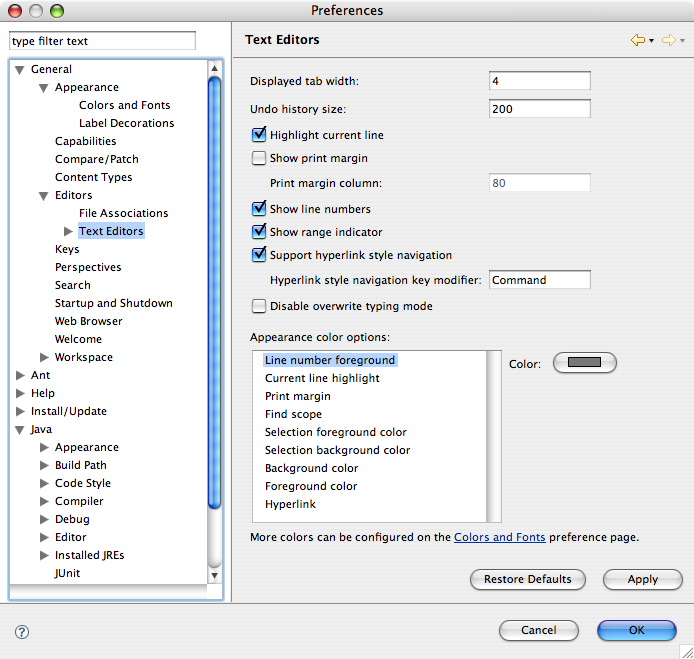 Preferences
type filter text
General
Appearance
Colors and Fonts
Label Decorations
Capabilities
Compare/Patch
Content Types
Editors
File Associations
Text Editors
Keys
Perspectives
Search
Startup and Shutdown
Web Browser
Welcome
Workspace
Ant
Help
Install/Update
Java
Appearance
Build Path
Code Style
Compiler
Debug
Editor
Installed JREs
JUnit
Text Editors
Displayed tab width: 4
Undo history size: 200
Highlight current line
Show print margin
Print margin column: 80
Show line numbers
Show range indicator
Support hyperlink style navigation
Hyperlink style navigation key modifier: Command
Disable overwrite typing mode
Appearance color options:
Line number foreground
Current line highlight
Print margin
Find scope
Selection foreground color
Selection background color
Background color
Foreground color
Hyperlink
Color:
More colors can be configured on the Colors and Fonts preference page.
Restore Defaults Apply
? Cancel OK